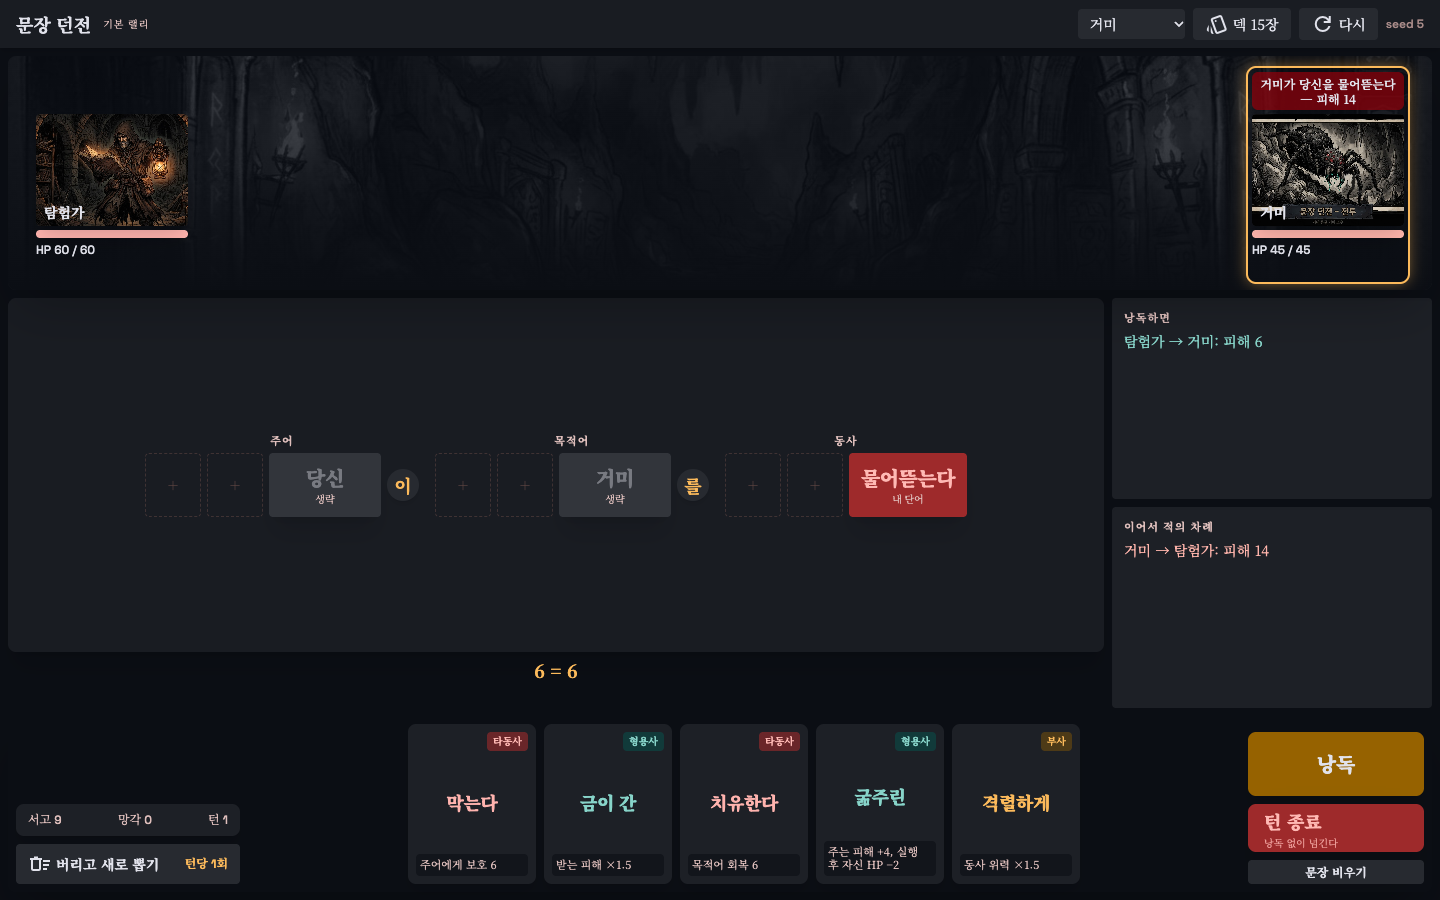 문장 던전 기본 랠리
거미 덱 15장 다시 seed 5
거미가 당신을 물어뜯는다
— 피해 14
탐험가
HP 60 / 60
거미
문장 던전 - 전투
HP 45 / 45
주어 목적어 동사
+ + 당신 이 + + 거미 를 + + 물어뜯는다
생략 생략 내 단어
6 = 6
낭독하면
탐험가 → 거미: 피해 6
이어서 적의 차례
거미 → 탐험가: 피해 14
서고 9 망각 0 턴 1
버리고 새로 뽑기 턴당 1회
타동사
막는다
주어에게 보호 6
형용사
금이 간
받는 피해 ×1.5
타동사
치유한다
목적어 회복 6
형용사
굶주린
주는 피해 +4, 실행
후 자신 HP −2
부사
격렬하게
동사 위력 ×1.5
낭독
턴 종료
낭독 없이 넘긴다
문장 비우기